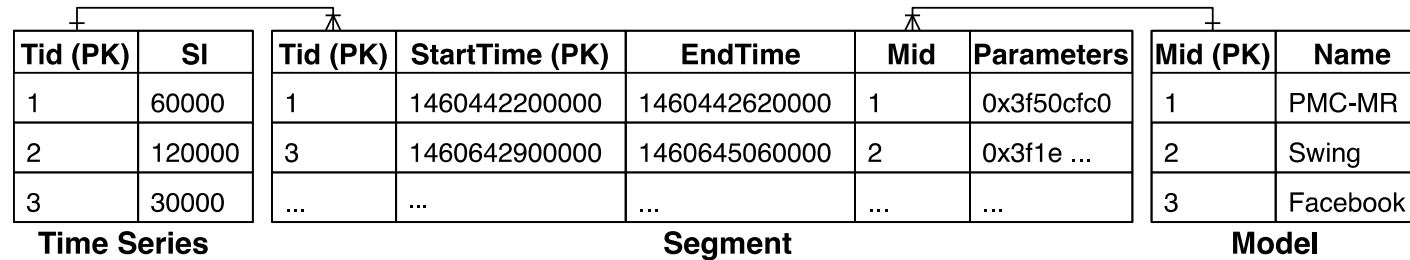 Tid (PK) SI Tid (PK) StartTime (PK) EndTime Mid Parameters Mid (PK) Name
1 60000 1 1460442200000 1460442620000 1 0x3f50cfc0 1 PMC-MR
2 120000 3 1460642900000 1460645060000 2 0x3f1e ... 2 Swing
3 30000 ... ... ... ... ... 3 Facebook
Time Series Segment Model